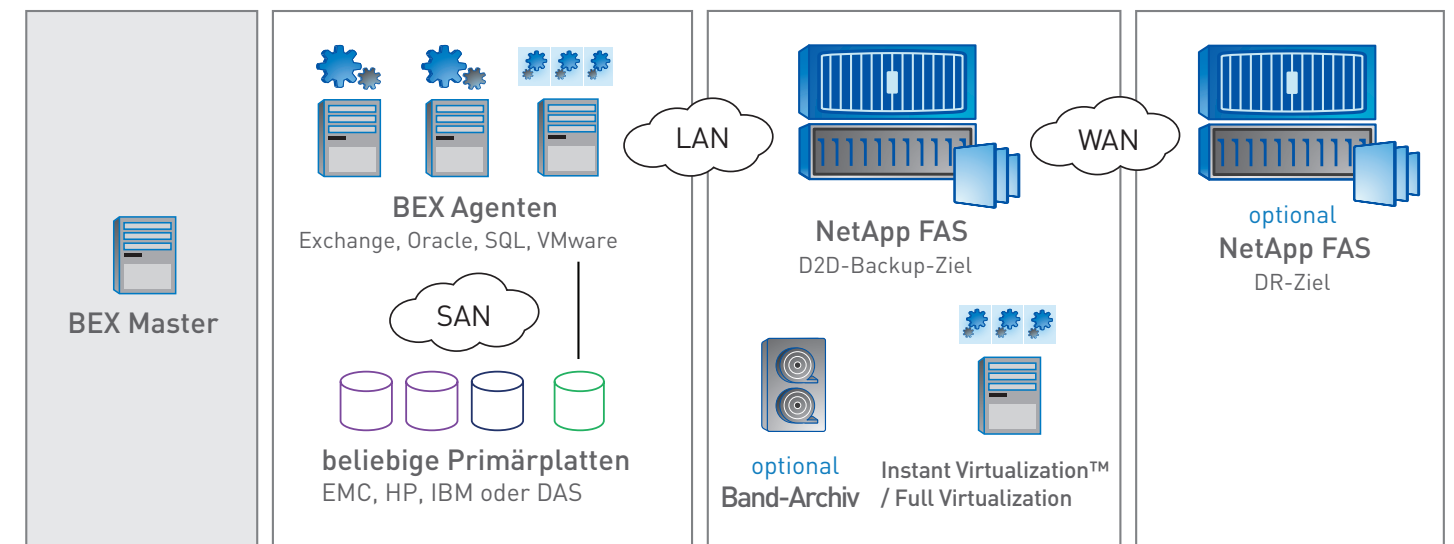 BEX Master
BEX Agenten
Exchange, Oracle, SQL, VMware
SAN
beliebige Primärplatten
EMC, HP, IBM oder DAS
LAN
NetApp FAS
D2D-Backup-Ziel
optional
Band-Archiv
Instant Virtualization™
/ Full Virtualization
WAN
optional
NetApp FAS
DR-Ziel